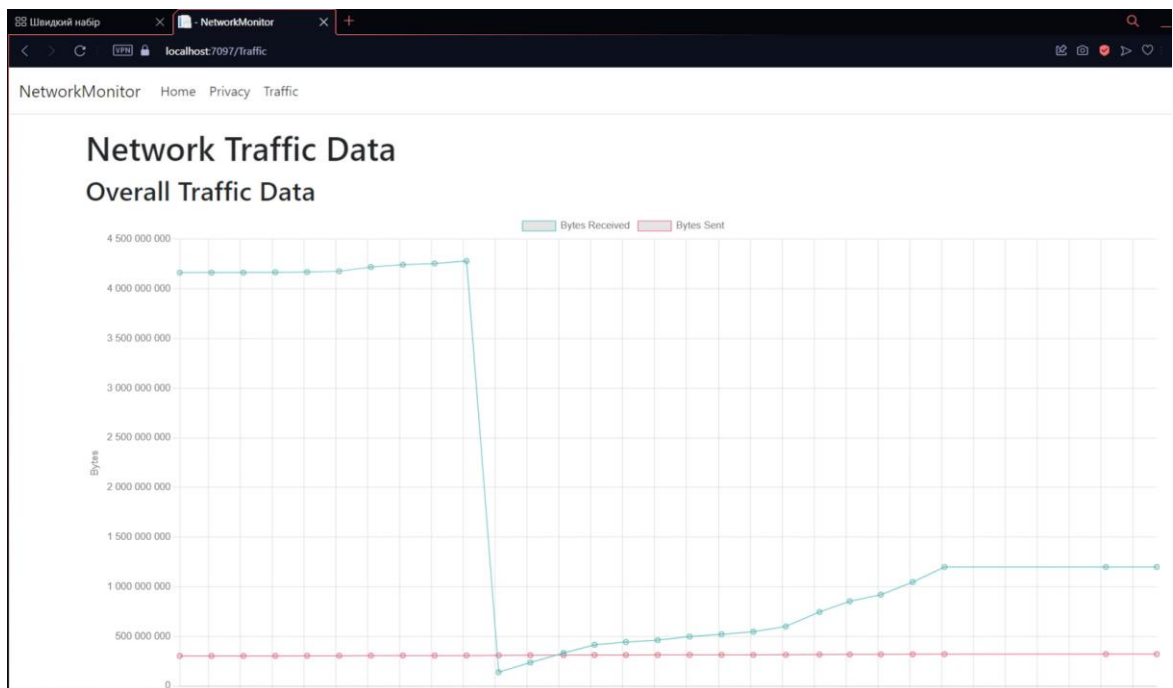 Швидкий набір
- NetworkMonitor
VPN
localhost:7097/Traffic
NetworkMonitor Home Privacy Traffic
Network Traffic Data
Overall Traffic Data
Bytes Received Bytes Sent
4 500 000 000
4 000 000 000
3 500 000 000
3 000 000 000
2 500 000 000
Bytes
2 000 000 000
1 500 000 000
1 000 000 000
500 000 000
0